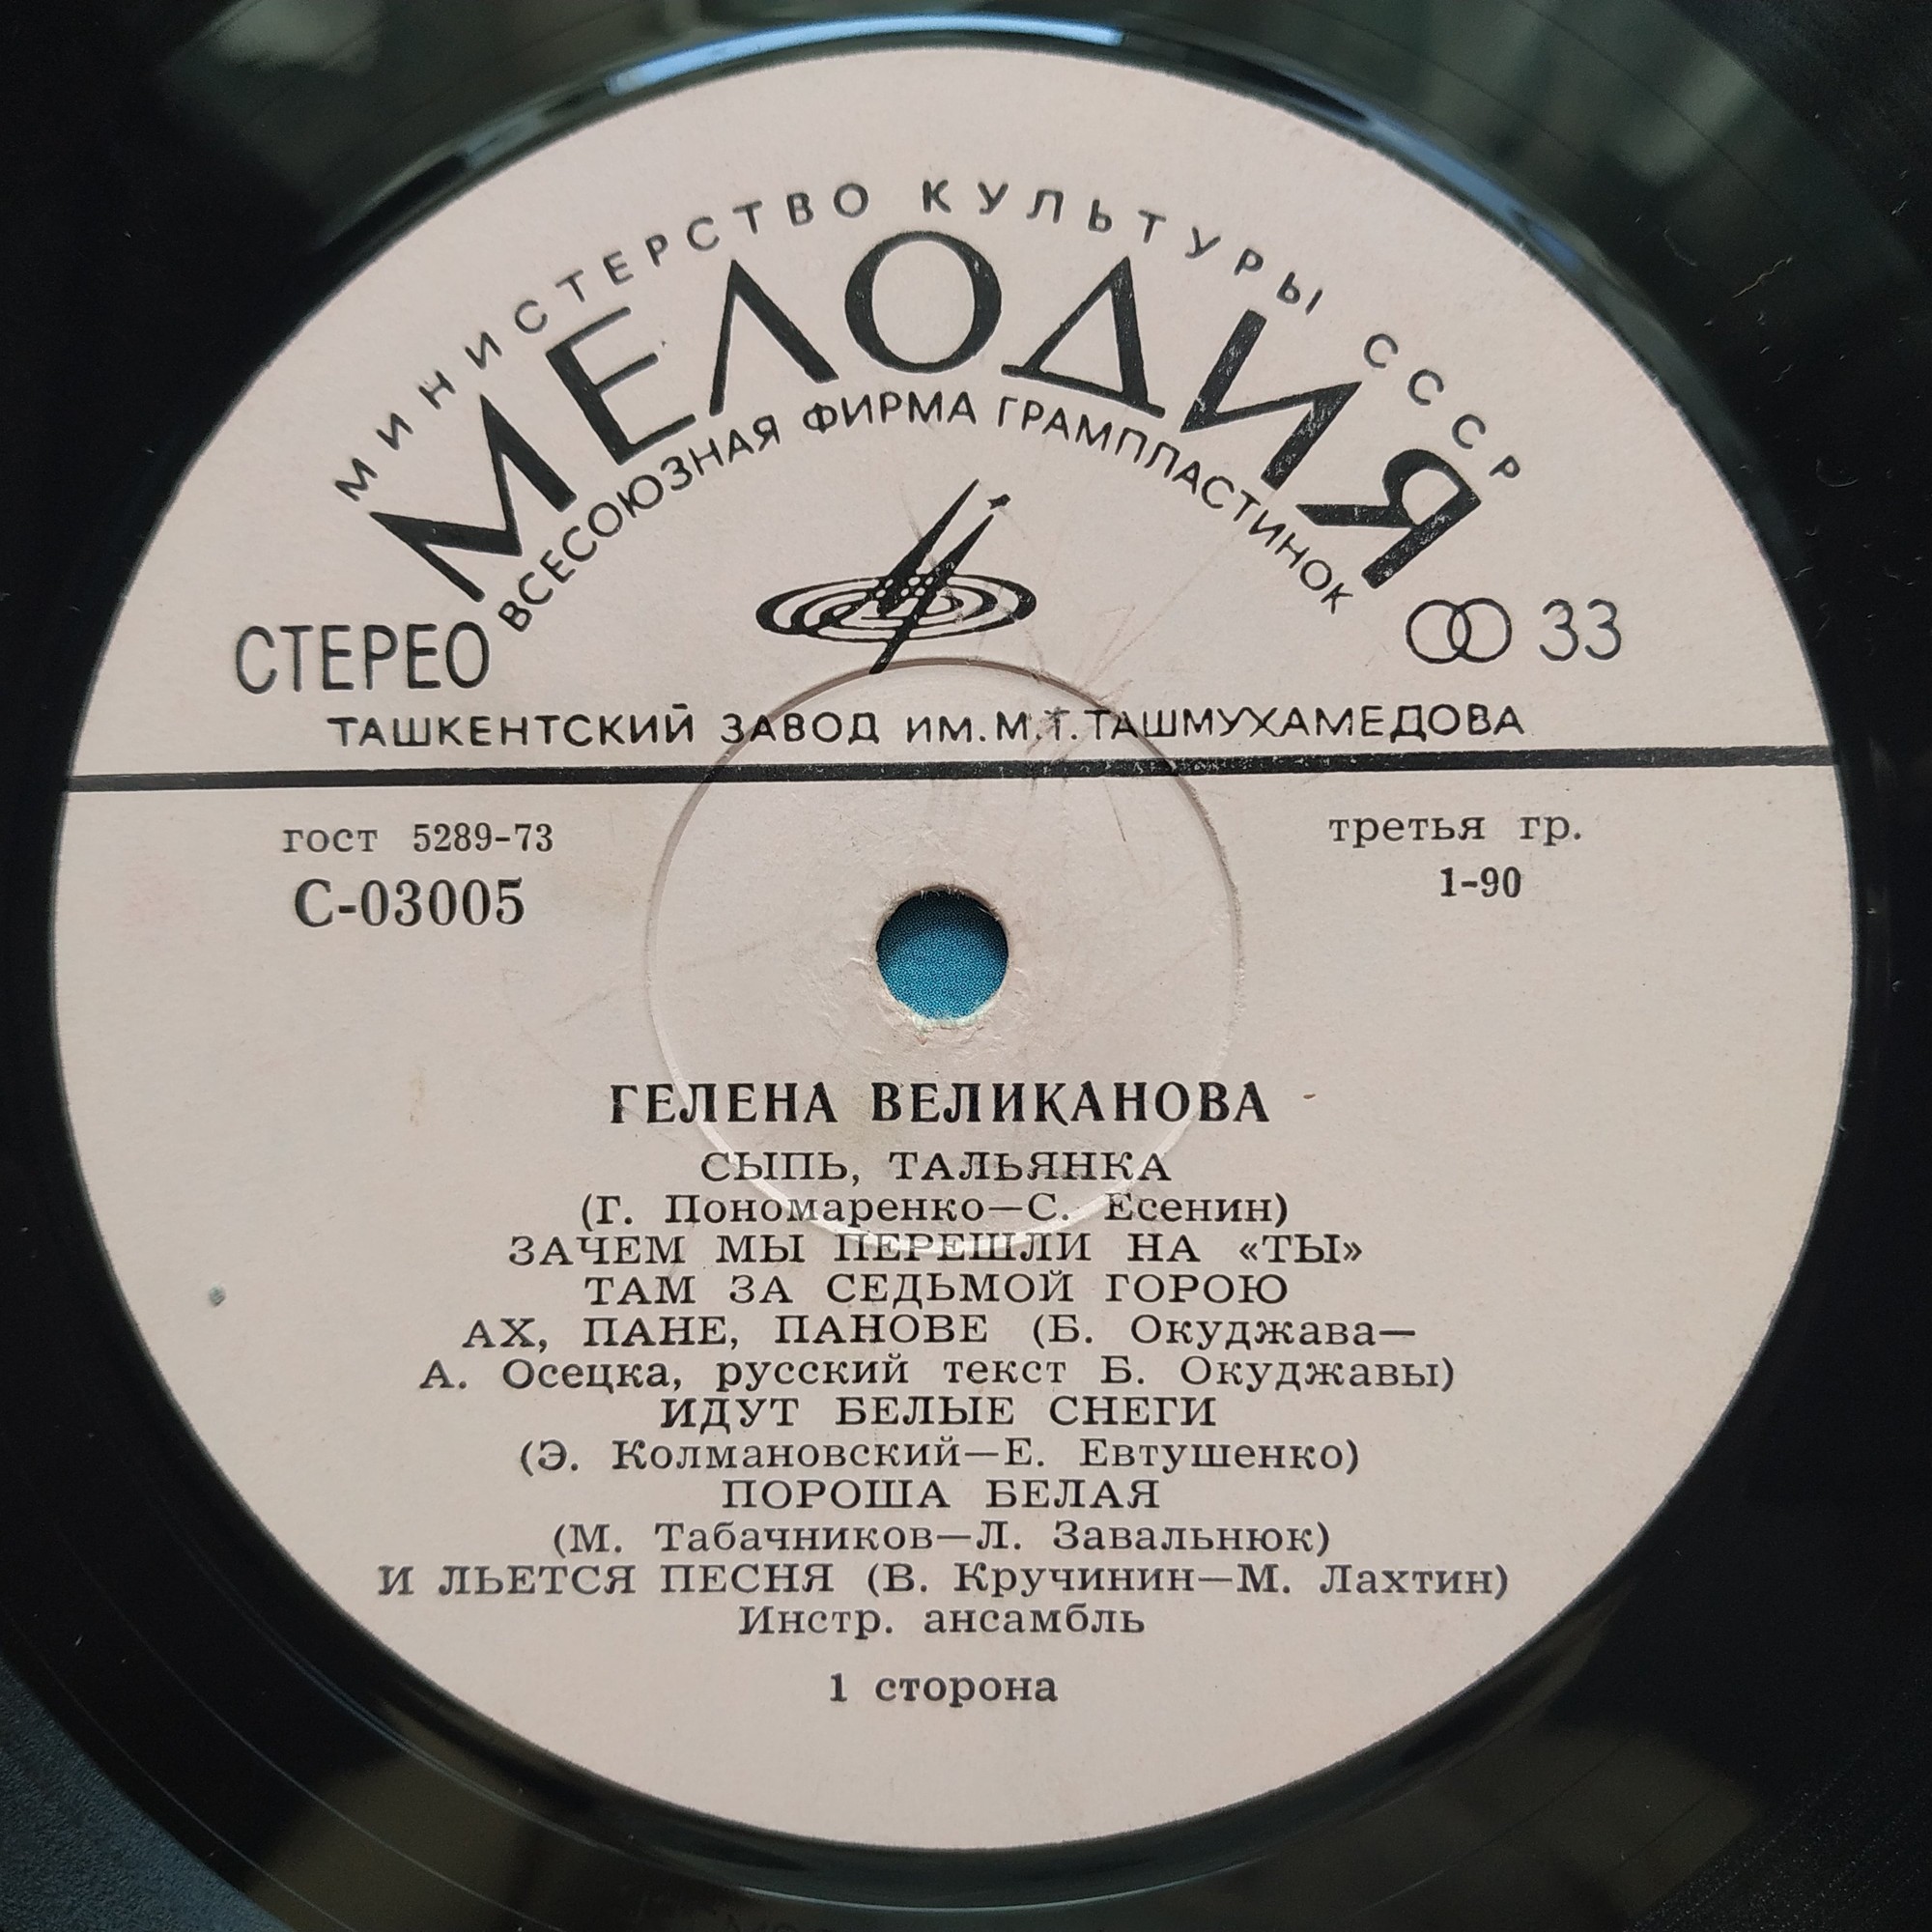 МИНИСТЕРСТВО КУЛЬТУРЫ СССР
МЕЛОДИЯ
ВСЕСОЮЗНАЯ ФИРМА ГРАМПЛАСТИНОК
СТЕРЕО
33
ТАШКЕНТСКИЙ ЗАВОД ИМ. М.Т. ТАШМУХАМЕДОВА
гост 5289-73
третья гр.
С-03005
1-90
ГЕЛЕНА ВЕЛИКАНОВА
СЫПЬ, ТАЛЬЯНКА
(Г. Пономаренко—С. Есенин)
ЗАЧЕМ МЫ ПЕРЕШЛИ НА «ТЫ»
ТАМ ЗА СЕДЬМОЙ ГОРОЮ
АХ, ПАНЕ, ПАНОВЕ (Б. Окуджава—
А. Осецка, русский текст Б. Окуджавы)
ИДУТ БЕЛЫЕ СНЕГИ
(Э. Колмановский—Е. Евтушенко)
ПОРОША БЕЛАЯ
(М. Табачников—Л. Завальнюк)
И ЛЬЕТСЯ ПЕСНЯ (В. Кручинин—М. Лахтин)
Инстр. ансамбль
1 сторона